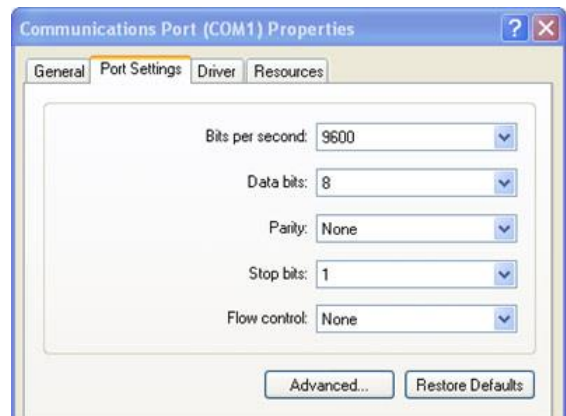 Communications Port (COM1) Properties
General Port Settings Driver Resources
Bits per second: 9600
Data bits: 8
Parity: None
Stop bits: 1
Flow control: None
Advanced... Restore Defaults